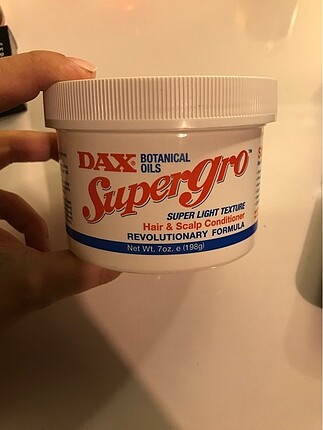 DAX® BOTANICAL
OILS
Supergro™
SUPER LIGHT TEXTURE
Hair & Scalp Conditioner
REVOLUTIONARY FORMULA
Net Wt. 7oz. e (198g)